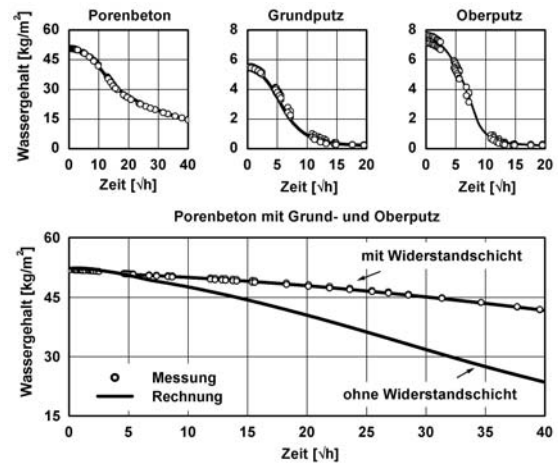 Porenbeton
Grundputz
Oberputz
Wassergehalt [kg/m²]
60
45
30
15
0
8
6
4
2
0
8
6
4
2
0
0 10 20 30 40
0 5 10 15 20
0 5 10 15 20
Zeit [√h]
Zeit [√h]
Zeit [√h]
Porenbeton mit Grund- und Oberputz
Wassergehalt [kg/m²]
60
45
30
15
mit Widerstandschicht
Messung
Rechnung
ohne Widerstandschicht
0 5 10 15 20 25 30 35 40
Zeit [√h]